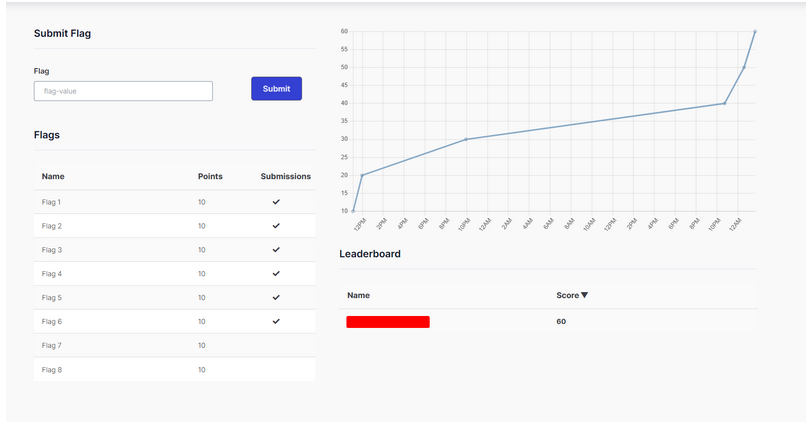 Submit Flag
Flag
flag-value
Submit
Flags
Name Points Submissions
Flag 1 10
Flag 2 10
Flag 3 10
Flag 4 10
Flag 5 10
Flag 6 10
Flag 7 10
Flag 8 10
60
55
50
45
40
35
30
25
20
15
10
12PM 2PM 4PM 6PM 8PM 10PM 12AM 2AM 4AM 6AM 8AM 10AM 12PM 2PM 4PM 6PM 8PM 10PM 12AM
Leaderboard
Name Score
60